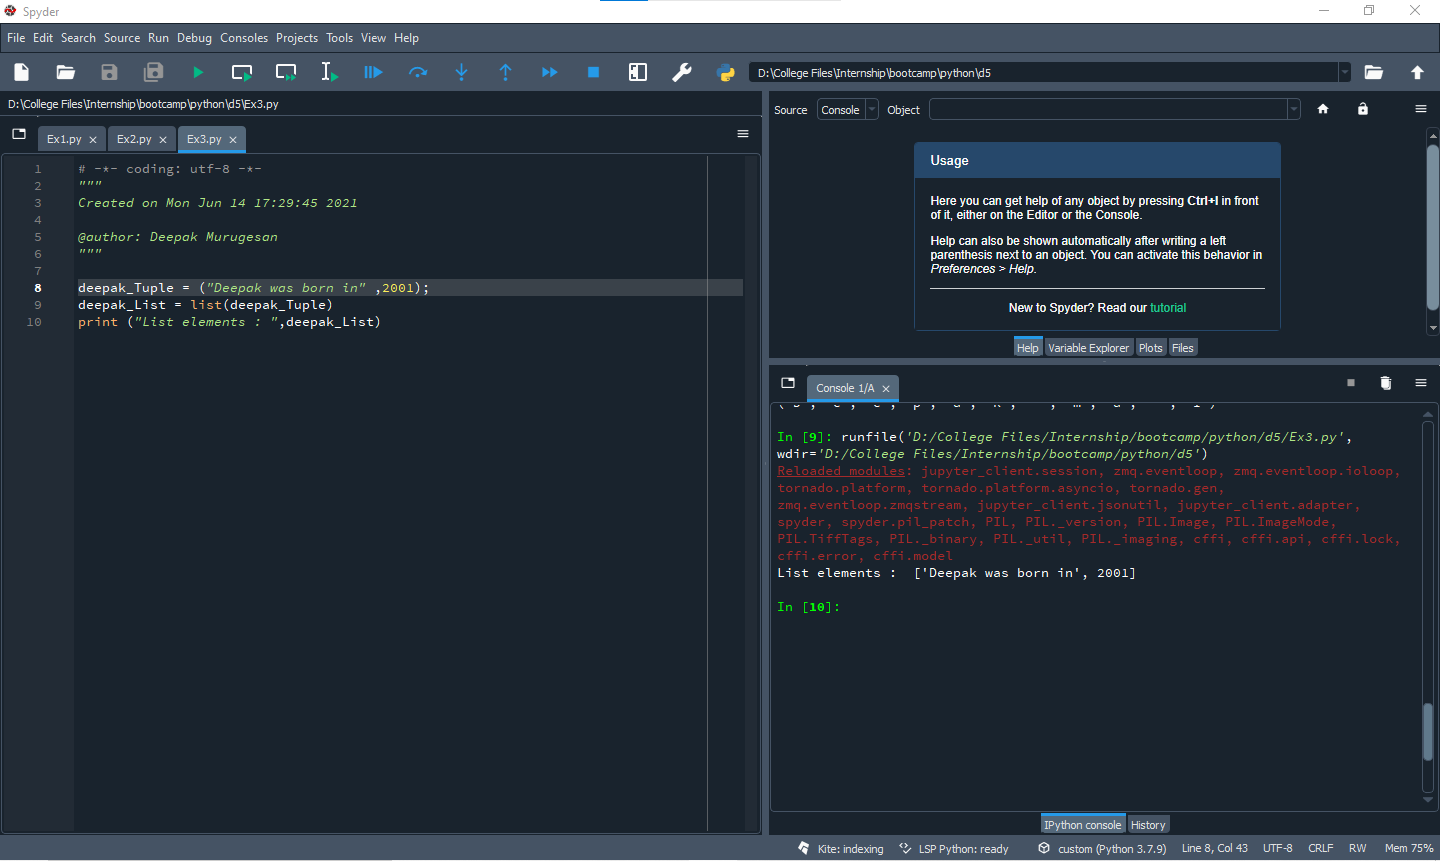 Spyder
File Edit Search Source Run Debug Consoles Projects Tools View Help
D:\College Files\Internship\bootcamp\python\d5
D:\College Files\Internship\bootcamp\python\d5\Ex3.py
Ex1.py Ex2.py Ex3.py
1 # -*- coding: utf-8 -*-
2 """
3 Created on Mon Jun 14 17:29:45 2021
4
5 @author: Deepak Murugesan
6 """
7
8 deepak_Tuple = ("Deepak was born in" ,2001);
9 deepak_List = list(deepak_Tuple)
10 print ("List elements : ",deepak_List)
Source Console Object
Usage
Here you can get help of any object by pressing Ctrl+I in front
of it, either on the Editor or the Console.
Help can also be shown automatically after writing a left
parenthesis next to an object. You can activate this behavior in
Preferences > Help.
New to Spyder? Read our tutorial
Help Variable Explorer Plots Files
Console 1/A
In [9]: runfile('D:/College Files/Internship/bootcamp/python/d5/Ex3.py',
wdir='D:/College Files/Internship/bootcamp/python/d5')
Reloaded modules: jupyter_client.session, zmq.eventloop, zmq.eventloop.ioloop,
tornado.platform, tornado.platform.asyncio, tornado.gen,
zmq.eventloop.zmqstream, jupyter_client.jsonutil, jupyter_client.adapter,
spyder, spyder.pil_patch, PIL, PIL._version, PIL.Image, PIL.ImageMode,
PIL.TiffTags, PIL._binary, PIL._util, PIL._imaging, cffi, cffi.api, cffi.lock,
cffi.error, cffi.model
List elements :  ['Deepak was born in', 2001]
In [10]:
IPython console History
Kite: indexing LSP Python: ready custom (Python 3.7.9) Line 8, Col 43 UTF-8 CRLF RW Mem 75%